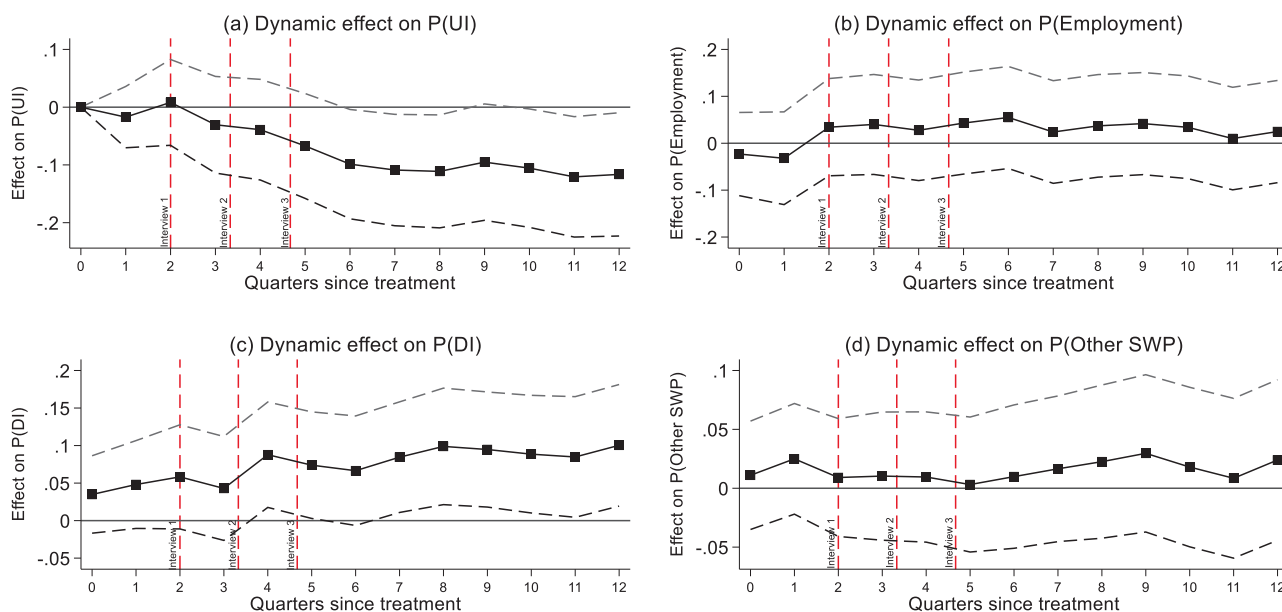 (a) Dynamic effect on P(UI)
Effect on P(UI)
.1
0
-.1
-.2
Interview 1
Interview 2
Interview 3
0 1 2 3 4 5 6 7 8 9 10 11 12
Quarters since treatment
(b) Dynamic effect on P(Employment)
Effect on P(Employment)
.2
.1
0
-.1
-.2
Interview 1
Interview 2
Interview 3
0 1 2 3 4 5 6 7 8 9 10 11 12
Quarters since treatment
(c) Dynamic effect on P(DI)
Effect on P(DI)
.2
.15
.1
.05
0
-.05
Interview 1
Interview 2
Interview 3
0 1 2 3 4 5 6 7 8 9 10 11 12
Quarters since treatment
(d) Dynamic effect on P(Other SWP)
Effect on P(Other SWP)
.1
.05
0
-.05
Interview 1
Interview 2
Interview 3
0 1 2 3 4 5 6 7 8 9 10 11 12
Quarters since treatment